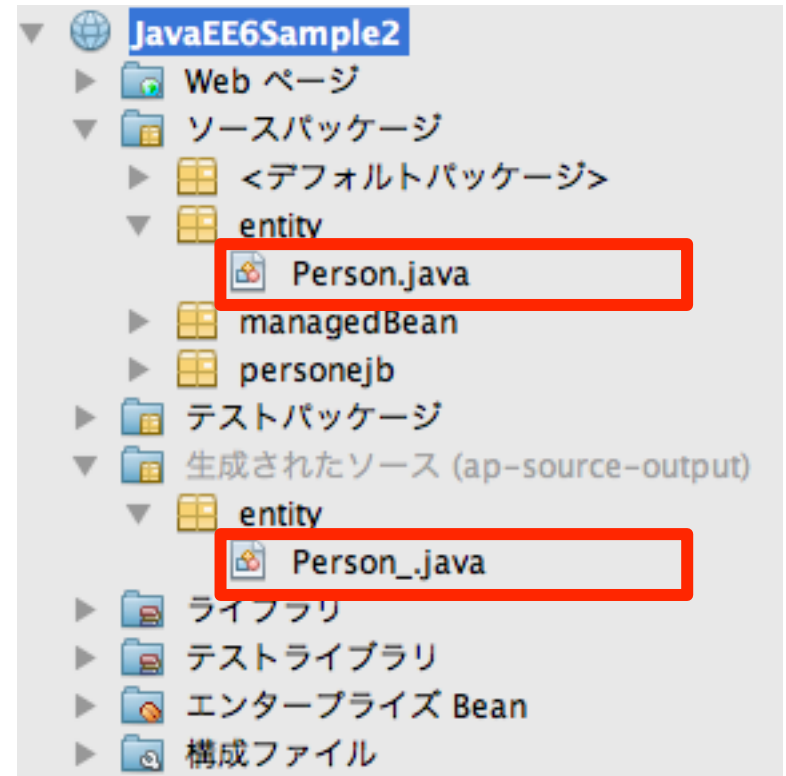 JavaEE6Sample2
Web ページ
ソースパッケージ
<デフォルトパッケージ>
entity
Person.java
managedBean
personejb
テストパッケージ
生成されたソース (ap-source-output)
entity
Person_.java
ライブラリ
テストライブラリ
エンタープライズ Bean
構成ファイル